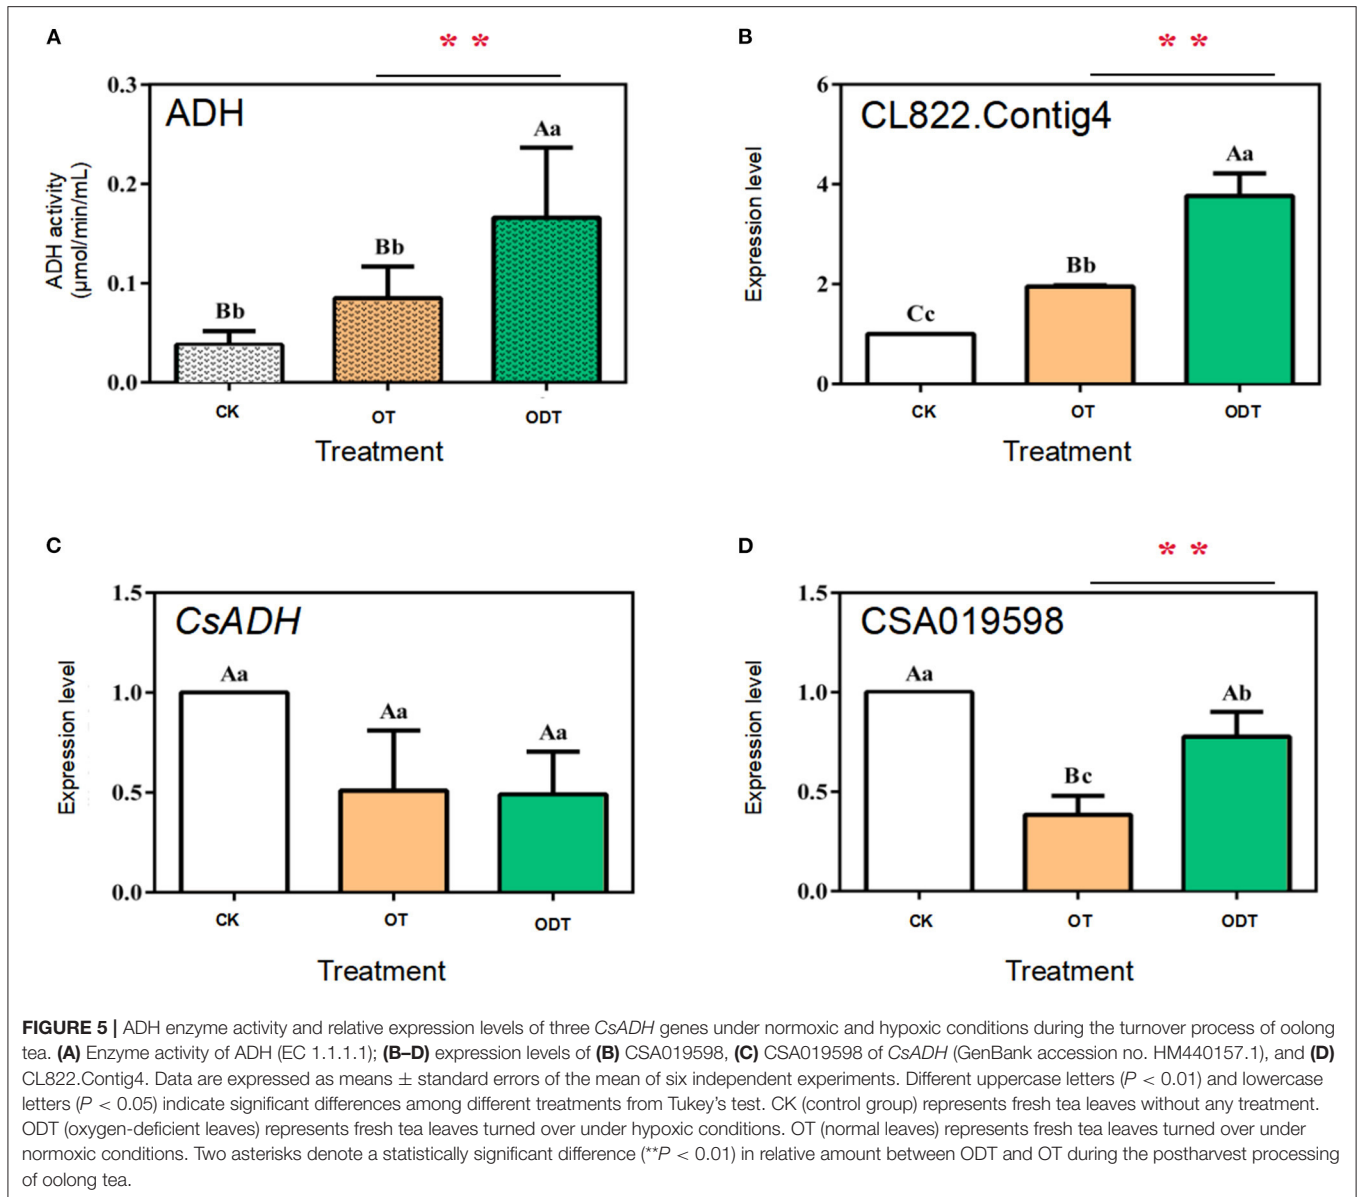 A
* *
0.3
ADH
Aa
0.2
Bb
0.1
Bb
0.0
ADH activity
(µmol/min/mL)
CK
OT
ODT
Treatment
B
* *
6
CL822.Contig4
Aa
4
Bb
2
Cc
0
Expression level
CK
OT
ODT
Treatment
C
1.5
CsADH
Aa
1.0
Aa
Aa
0.5
0.0
Expression level
CK
OT
ODT
Treatment
D
* *
1.5
CSA019598
Aa
Ab
1.0
Bc
0.5
0.0
Expression level
CK
OT
ODT
Treatment
FIGURE 5 | ADH enzyme activity and relative expression levels of three CsADH genes under normoxic and hypoxic conditions during the turnover process of oolong
tea. (A) Enzyme activity of ADH (EC 1.1.1.1); (B–D) expression levels of (B) CSA019598, (C) CSA019598 of CsADH (GenBank accession no. HM440157.1), and (D)
CL822.Contig4. Data are expressed as means ± standard errors of the mean of six independent experiments. Different uppercase letters (P < 0.01) and lowercase
letters (P < 0.05) indicate significant differences among different treatments from Tukey's test. CK (control group) represents fresh tea leaves without any treatment.
ODT (oxygen-deficient leaves) represents fresh tea leaves turned over under hypoxic conditions. OT (normal leaves) represents fresh tea leaves turned over under
normoxic conditions. Two asterisks denote a statistically significant difference (**P < 0.01) in relative amount between ODT and OT during the postharvest processing
of oolong tea.